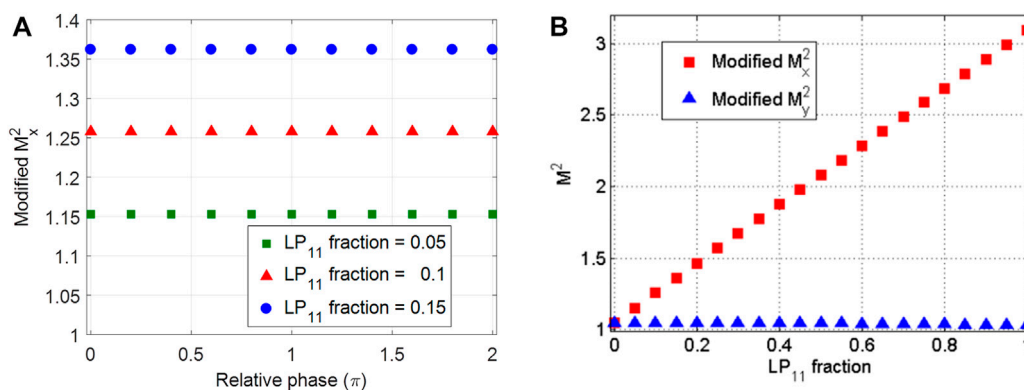 A
Modified M²ₓ
1.4
1.35
1.3
1.25
1.2
1.15
1.1
1.05
1
LP₁₁ fraction = 0.05
LP₁₁ fraction = 0.1
LP₁₁ fraction = 0.15
0
0.5
1
1.5
2
Relative phase (π)
B
M²
3
2.5
2
1.5
1
Modified M²ₓ
Modified M²ᵧ
0
0.2
0.4
0.6
0.8
LP₁₁ fraction